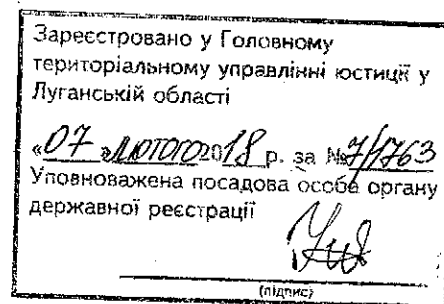 Зареєстровано у Головному
територіальному управлінні юстиції у
Луганській області
«07» лютого 2018 р. за №7/1763
Уповноважена посадова особа органу
державної реєстрації
(підпис)